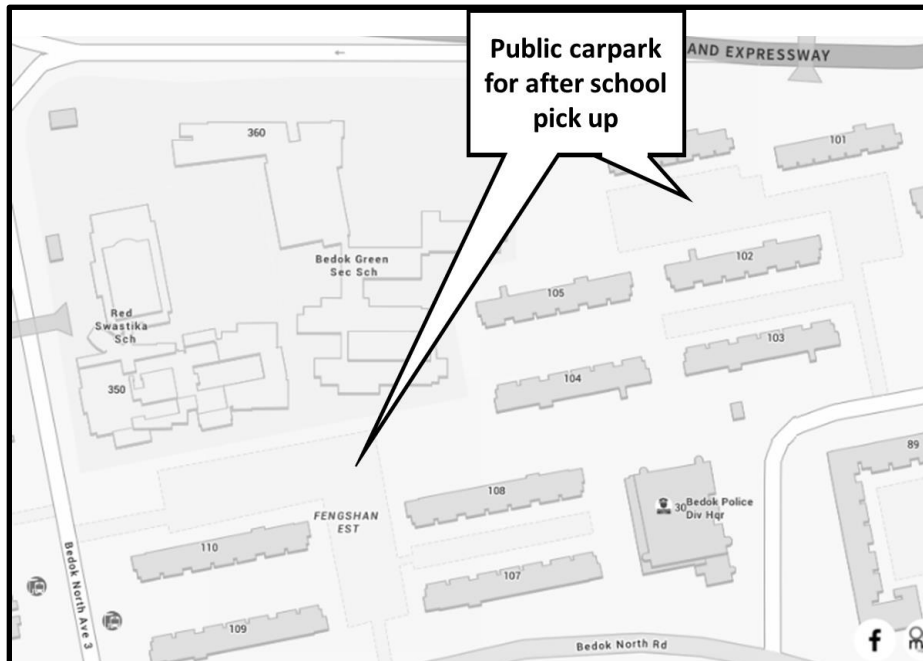 Public carpark
for after school
pick up
AND EXPRESSWAY
360
101
Bedok Green
Sec Sch
102
105
Red
Swastika
Sch
103
350
104
89
108
30
Bedok Police
Div Hqr
FENGSHAN
EST
110
107
Bedok North Ave 3
109
Bedok North Rd
f